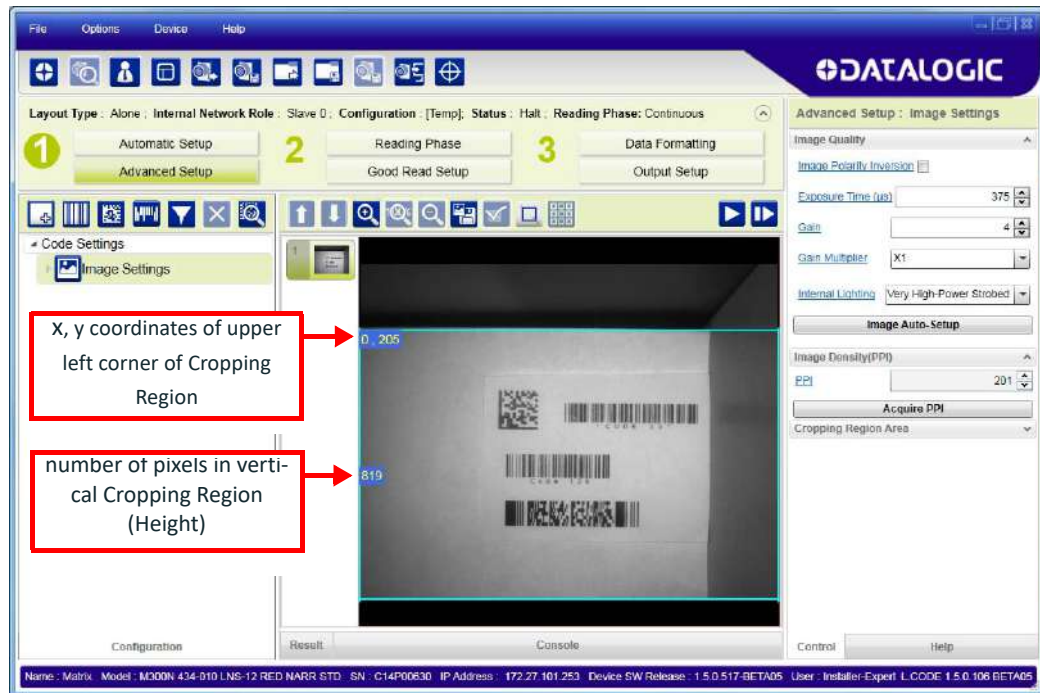 File Options Device Help
DATALOGIC
Layout Type : Alone ; Internal Network Role : Slave 0 ; Configuration : [Temp]; Status : Halt ; Reading Phase: Continuous
1 Automatic Setup
Advanced Setup
2 Reading Phase
Good Read Setup
3 Data Formatting
Output Setup
Code Settings
Image Settings
x, y coordinates of upper
left corner of Cropping
Region
number of pixels in verti-
cal Cropping Region
(Height)
Configuration
1
0 , 205
819
Result Console
Advanced Setup : Image Settings
Image Quality
Image Polarity Inversion
Exposure Time (µs) 375
Gain 4
Gain Multiplier X1
Internal Lighting Very High-Power Strobed
Image Auto-Setup
Image Density(PPI)
PPI 201
Acquire PPI
Cropping Region Area
Control Help
Name : Matrix Model : M300N 434-010 LNS-12 RED NARR STD SN : C14P00630 IP Address : 172.27.101.253 Device SW Release : 1.5.0.517-BETA05 User : Installer-Expert L.CODE 1.5.0.106 BETA05